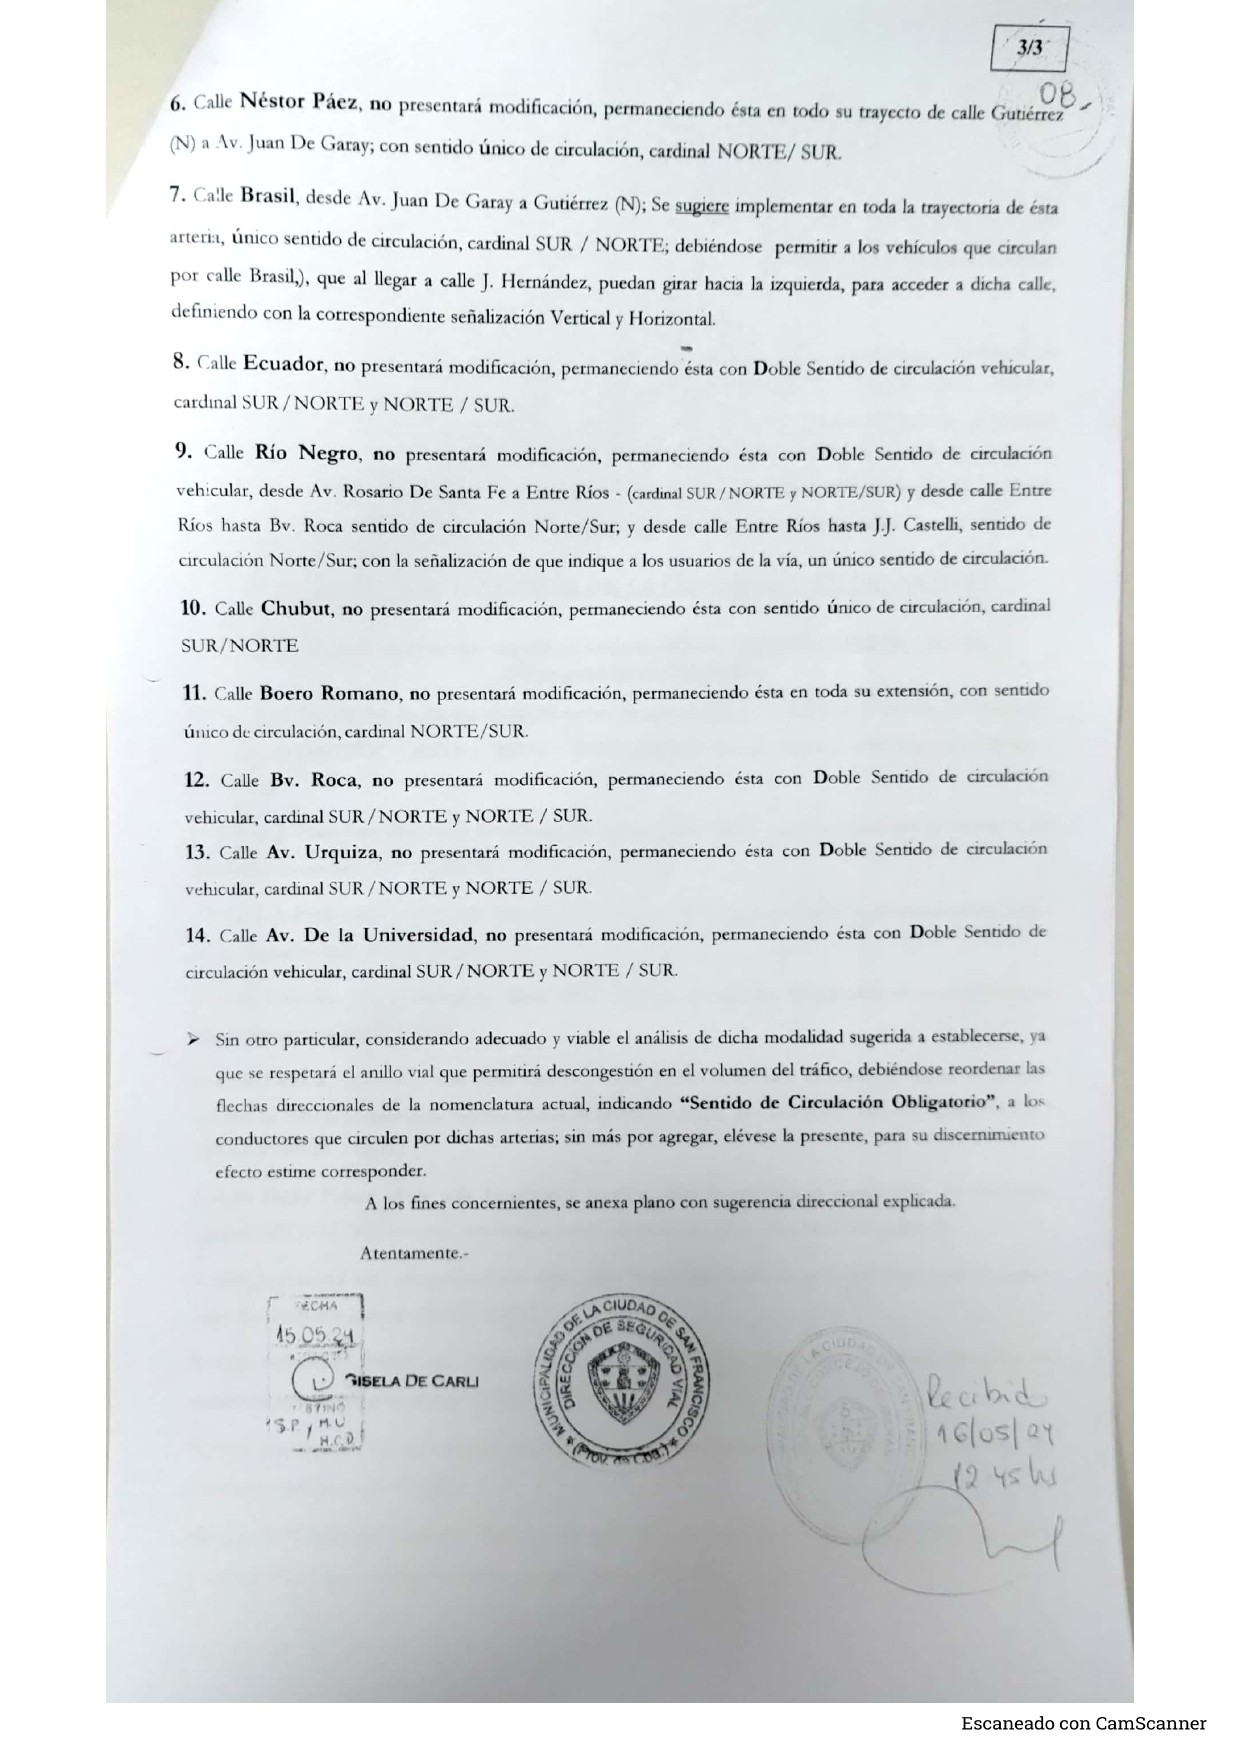 3/3
08
6. Calle Néstor Páez, no presentará modificación, permaneciendo ésta en todo su trayecto de calle Gutiérrez
(N) a Av. Juan De Garay; con sentido único de circulación, cardinal NORTE/ SUR.
7. Calle Brasil, desde Av. Juan De Garay a Gutiérrez (N); Se sugiere implementar en toda la trayectoria de ésta
arteria, único sentido de circulación, cardinal SUR / NORTE; debiéndose permitir a los vehículos que circulan
por calle Brasil,), que al llegar a calle J. Hernández, puedan girar hacia la izquierda, para acceder a dicha calle,
definiendo con la correspondiente señalización Vertical y Horizontal.
8. Calle Ecuador, no presentará modificación, permaneciendo ésta con Doble Sentido de circulación vehicular,
cardinal SUR / NORTE y NORTE / SUR.
9. Calle Río Negro, no presentará modificación, permaneciendo ésta con Doble Sentido de circulación
vehicular, desde Av. Rosario De Santa Fe a Entre Ríos - (cardinal SUR/NORTE y NORTE/SUR) y desde calle Entre
Ríos hasta Bv. Roca sentido de circulación Norte/Sur; y desde calle Entre Ríos hasta J.J. Castelli, sentido de
circulación Norte/Sur; con la señalización de que indique a los usuarios de la vía, un único sentido de circulación.
10. Calle Chubut, no presentará modificación, permaneciendo ésta con sentido único de circulación, cardinal
SUR/NORTE
11. Calle Boero Romano, no presentará modificación, permaneciendo ésta en toda su extensión, con sentido
único de circulación, cardinal NORTE/SUR.
12. Calle Bv. Roca, no presentará modificación, permaneciendo ésta con Doble Sentido de circulación
vehicular, cardinal SUR/NORTE y NORTE / SUR.
13. Calle Av. Urquiza, no presentará modificación, permaneciendo ésta con Doble Sentido de circulación
vehicular, cardinal SUR/NORTE y NORTE / SUR.
14. Calle Av. De la Universidad, no presentará modificación, permaneciendo ésta con Doble Sentido de
circulación vehicular, cardinal SUR/NORTE y NORTE / SUR.
➢ Sin otro particular, considerando adecuado y viable el análisis de dicha modalidad sugerida a establecerse, ya
que se respetará el anillo vial que permitirá descongestión en el volumen del tráfico, debiéndose reordenar las
flechas direccionales de la nomenclatura actual, indicando “Sentido de Circulación Obligatorio”, a los
conductores que circulen por dichas arterias; sin más por agregar, elévese la presente, para su discernimiento
efecto estime corresponder.
A los fines concernientes, se anexa plano con sugerencia direccional explicada.
Atentamente.-
FECHA
15.05.24
GISELA DE CARLI
S.P. / M.U
H.C.D.
MUNICIPALIDAD DE LA CIUDAD DE SAN FRANCISCO
DIRECCION DE SEGURIDAD VIAL
★ (Prov. de Cba.) ★
Recibido
16/05/24
12.45 hs
Escaneado con CamScanner